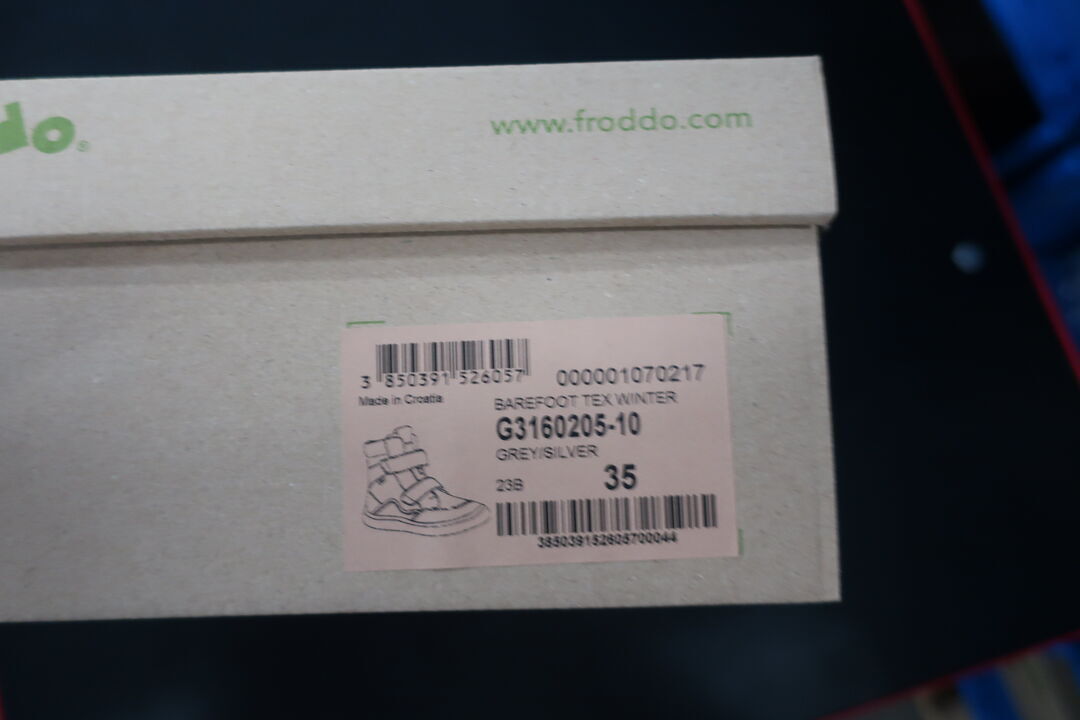 do®
www.froddo.com
3 850391 526057
000001070217
Made in Croatia
BAREFOOT TEX WINTER
G3160205-10
GREY/SILVER
23B
35
385039152605700044